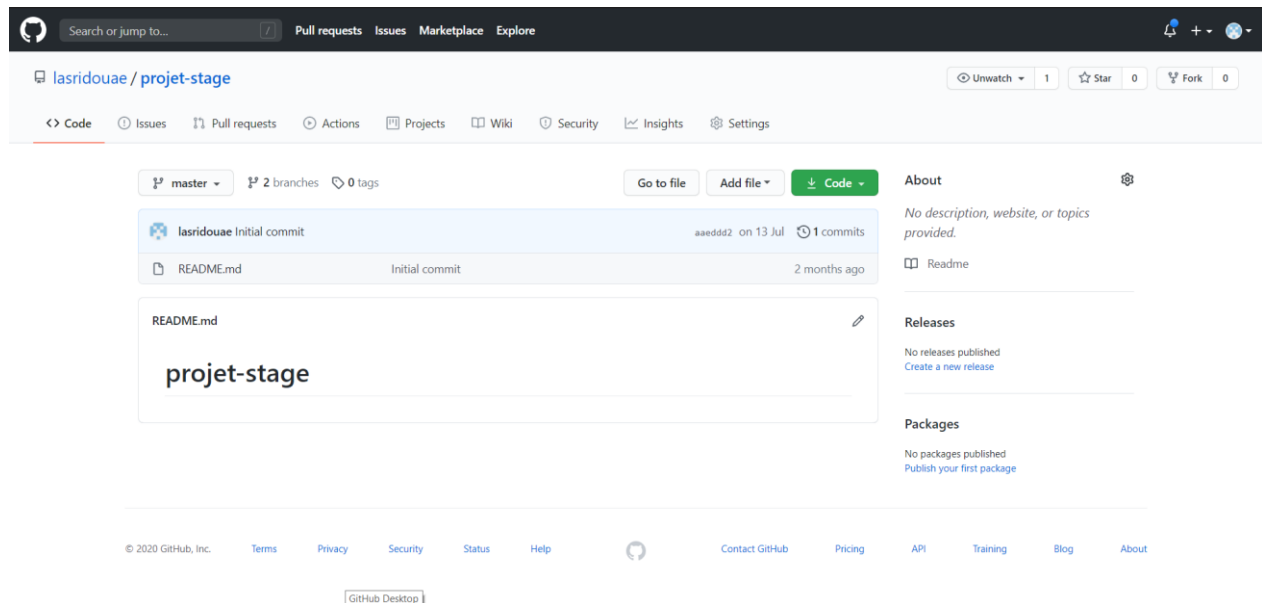 Search or jump to... / Pull requests Issues Marketplace Explore
lasridouae / projet-stage Unwatch 1 Star 0 Fork 0
<> Code Issues Pull requests Actions Projects Wiki Security Insights Settings
master 2 branches 0 tags Go to file Add file Code About
No description, website, or topics
provided.
lasridouae Initial commit aaeddd2 on 13 Jul 1 commits
README.md Initial commit 2 months ago
Readme
README.md
projet-stage
Releases
No releases published
Create a new release
Packages
No packages published
Publish your first package
© 2020 GitHub, Inc. Terms Privacy Security Status Help Contact GitHub Pricing API Training Blog About
GitHub Desktop